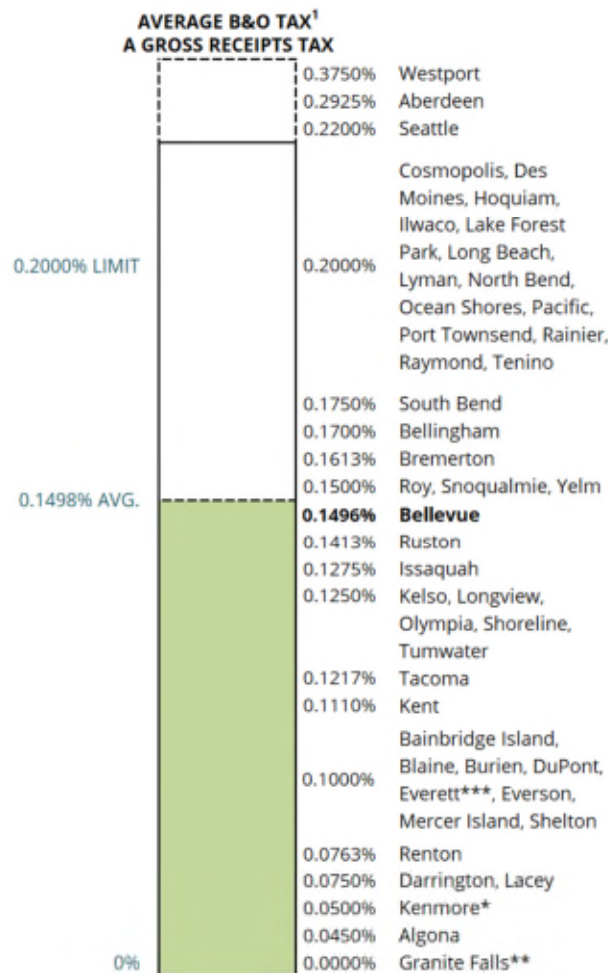 AVERAGE B&O TAX¹
A GROSS RECEIPTS TAX
0.3750% Westport
0.2925% Aberdeen
0.2200% Seattle
Cosmopolis, Des
Moines, Hoquiam,
Ilwaco, Lake Forest
0.2000% LIMIT 0.2000% Park, Long Beach,
Lyman, North Bend,
Ocean Shores, Pacific,
Port Townsend, Rainier,
Raymond, Tenino
0.1750% South Bend
0.1700% Bellingham
0.1613% Bremerton
0.1500% Roy, Snoqualmie, Yelm
0.1498% AVG.
0.1496% Bellevue
0.1413% Ruston
0.1275% Issaquah
0.1250% Kelso, Longview,
Olympia, Shoreline,
Tumwater
0.1217% Tacoma
0.1110% Kent
Bainbridge Island,
Blaine, Burien, DuPont,
0.1000% Everett***, Everson,
Mercer Island, Shelton
0.0763% Renton
0.0750% Darrington, Lacey
0.0500% Kenmore*
0.0450% Algona
0% 0.0000% Granite Falls**